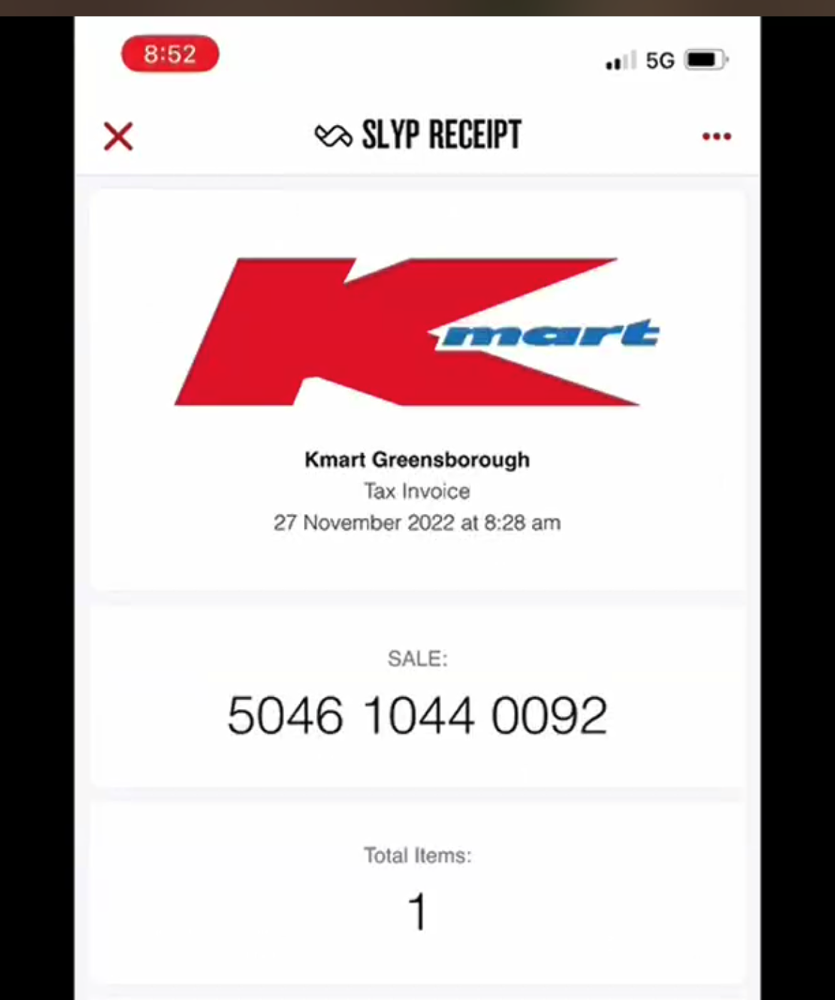 8:52
5G
SLYP RECEIPT
Kmart
Kmart Greensborough
Tax Invoice
27 November 2022 at 8:28 am
SALE:
5046 1044 0092
Total Items:
1